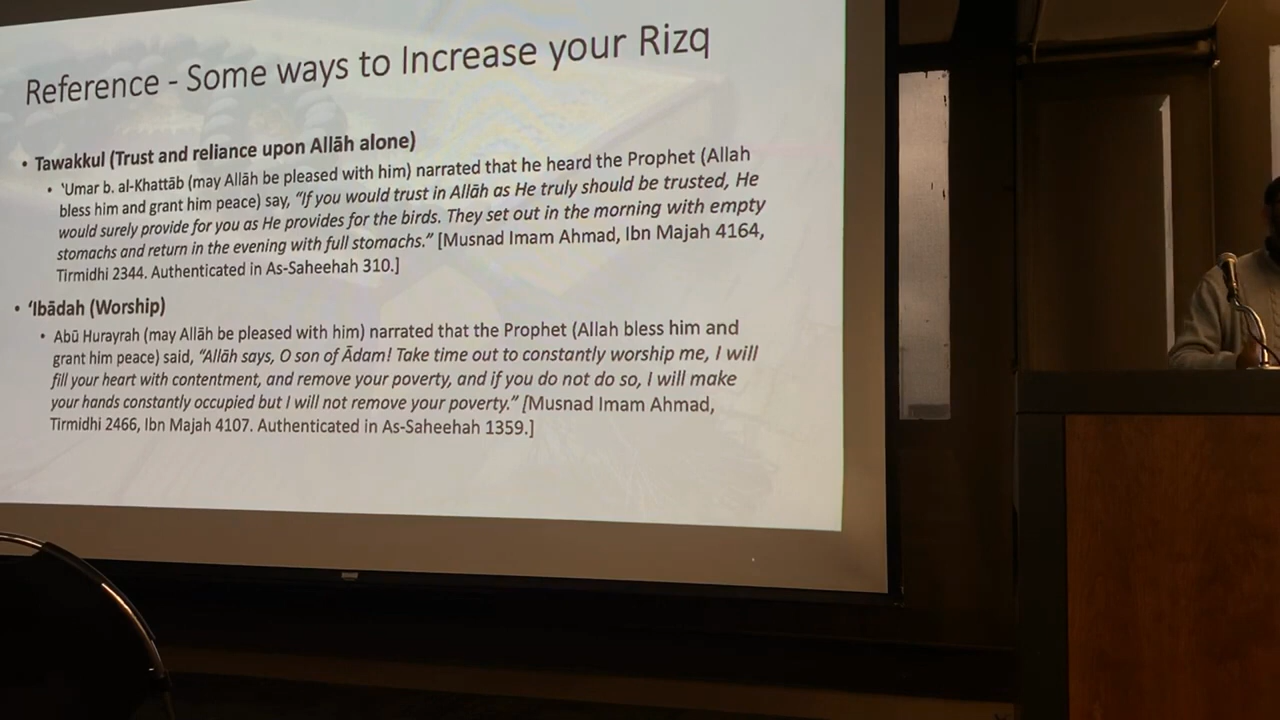 Reference - Some ways to Increase your Rizq
• Tawakkul (Trust and reliance upon Allāh alone)
• 'Umar b. al-Khattāb (may Allāh be pleased with him) narrated that he heard the Prophet (Allah
bless him and grant him peace) say, "If you would trust in Allāh as He truly should be trusted, He
would surely provide for you as He provides for the birds. They set out in the morning with empty
stomachs and return in the evening with full stomachs." [Musnad Imam Ahmad, Ibn Majah 4164,
Tirmidhi 2344. Authenticated in As-Saheehah 310.]
• 'Ibādah (Worship)
• Abū Hurayrah (may Allāh be pleased with him) narrated that the Prophet (Allah bless him and
grant him peace) said, "Allāh says, O son of Ādam! Take time out to constantly worship me, I will
fill your heart with contentment, and remove your poverty, and if you do not do so, I will make
your hands constantly occupied but I will not remove your poverty." [Musnad Imam Ahmad,
Tirmidhi 2466, Ibn Majah 4107. Authenticated in As-Saheehah 1359.]